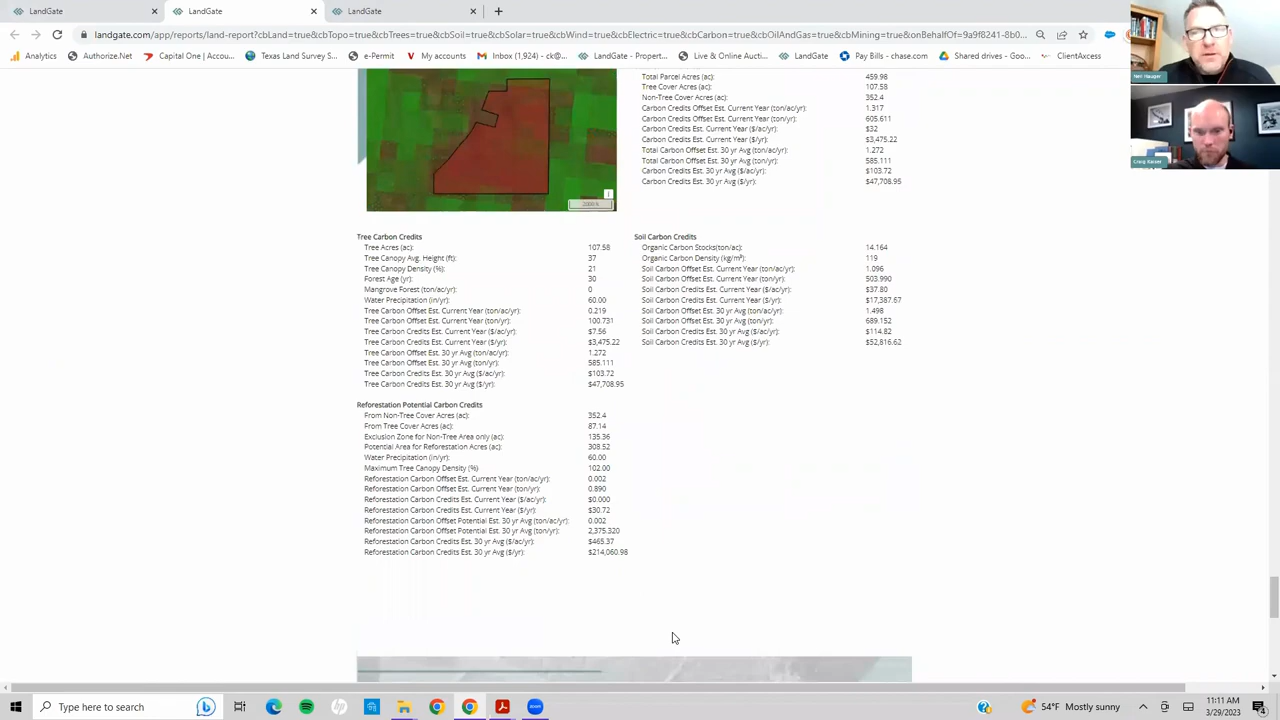 LandGate
LandGate
LandGate
landgate.com/app/reports/land-report?cbLand=true&cbTopo=true&cbTrees=true&cbSoil=true&cbSolar=true&cbWind=true&cbElectric=true&cbCarbon=true&cbOilAndGas=true&cbMining=true&onBehalfOf=9a9f8241-8b0...
Analytics Authorize.Net Capital One | Acco... Texas Land Survey... e-Permit My accounts Inbox (1,924) - ck@... LandGate - Propert... Live & Online Aucti... LandGate Pay Bills - chase.com Shared drives - Goo... ClientAxcess
Neil Hauger
Craig Kaiser
Total Parcel Acres (ac): 459.98
Tree Cover Acres (ac): 107.58
Non-Tree Cover Acres (ac): 352.4
Carbon Credits Offset Est. Current Year (ton/ac/yr): 1.317
Carbon Credits Offset Est. Current Year (ton/yr): 605.611
Carbon Credits Est. Current Year ($/ac/yr): $32
Carbon Credits Est. Current Year ($/yr): $3,475.22
Total Carbon Offset Est. 30 yr Avg (ton/ac/yr): 1.272
Total Carbon Offset Est. 30 yr Avg (ton/yr): 585.111
Carbon Credits Est. 30 yr Avg ($/ac/yr): $103.72
Carbon Credits Est. 30 yr Avg ($/yr): $47,708.95
Tree Carbon Credits
Tree Acres (ac): 107.58
Tree Canopy Avg. Height (ft): 37
Tree Canopy Density (%): 21
Forest Age (yr): 30
Mangrove Forest (ton/ac/yr): 0
Water Precipitation (in/yr): 60.00
Tree Carbon Offset Est. Current Year (ton/ac/yr): 0.219
Tree Carbon Offset Est. Current Year (ton/yr): 100.731
Tree Carbon Credits Est. Current Year ($/ac/yr): $7.56
Tree Carbon Credits Est. Current Year ($/yr): $3,475.22
Tree Carbon Offset Est. 30 yr Avg (ton/ac/yr): 1.272
Tree Carbon Offset Est. 30 yr Avg (ton/yr): 585.111
Tree Carbon Credits Est. 30 yr Avg ($/ac/yr): $103.72
Tree Carbon Credits Est. 30 yr Avg ($/yr): $47,708.95
Soil Carbon Credits
Organic Carbon Stocks(ton/ac): 14.164
Organic Carbon Density (kg/m³): 119
Soil Carbon Offset Est. Current Year (ton/ac/yr): 1.096
Soil Carbon Offset Est. Current Year (ton/yr): 503.990
Soil Carbon Credits Est. Current Year ($/ac/yr): $37.80
Soil Carbon Credits Est. Current Year ($/yr): $17,387.67
Soil Carbon Offset Est. 30 yr Avg (ton/ac/yr): 1.498
Soil Carbon Offset Est. 30 yr Avg (ton/yr): 689.152
Soil Carbon Credits Est. 30 yr Avg ($/ac/yr): $114.82
Soil Carbon Credits Est. 30 yr Avg ($/yr): $52,816.62
Reforestation Potential Carbon Credits
From Non-Tree Cover Acres (ac): 352.4
From Tree Cover Acres (ac): 87.14
Exclusion Zone for Non-Tree Area only (ac): 135.36
Potential Area for Reforestation Acres (ac): 308.52
Water Precipitation (in/yr): 60.00
Maximum Tree Canopy Density (%) 102.00
Reforestation Carbon Offset Est. Current Year (ton/ac/yr): 0.002
Reforestation Carbon Offset Est. Current Year (ton/yr): 0.890
Reforestation Carbon Credits Est. Current Year ($/ac/yr): $0.000
Reforestation Carbon Credits Est. Current Year ($/yr): $30.72
Reforestation Carbon Offset Potential Est. 30 yr Avg (ton/ac/yr): 0.002
Reforestation Carbon Offset Potential Est. 30 yr Avg (ton/yr): 2,375.320
Reforestation Carbon Credits Est. 30 yr Avg ($/ac/yr): $465.37
Reforestation Carbon Credits Est. 30 yr Avg ($/yr): $214,060.98
Type here to search
54°F Mostly sunny
11:11 AM
3/29/2023